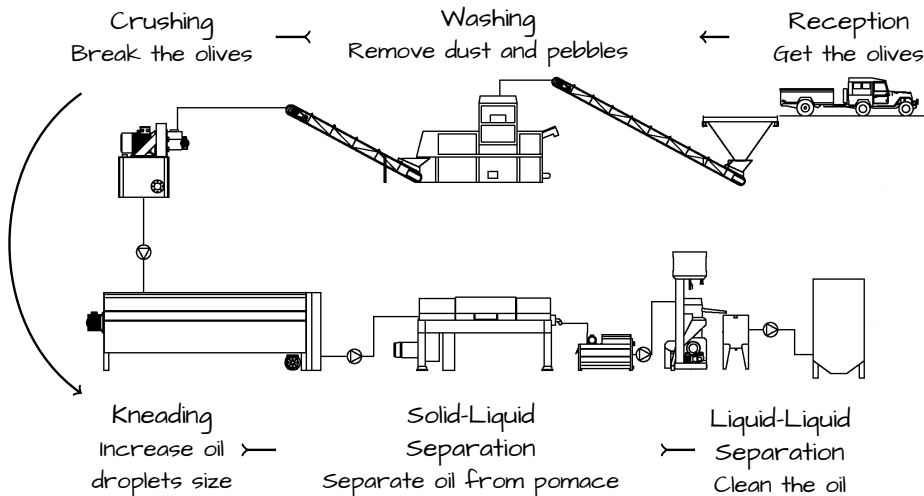 Crushing
Break the olives
Washing
Remove dust and pebbles
Reception
Get the olives
Kneading
Increase oil
droplets size
Solid-Liquid
Separation
Separate oil from pomace
Liquid-Liquid
Separation
Clean the oil